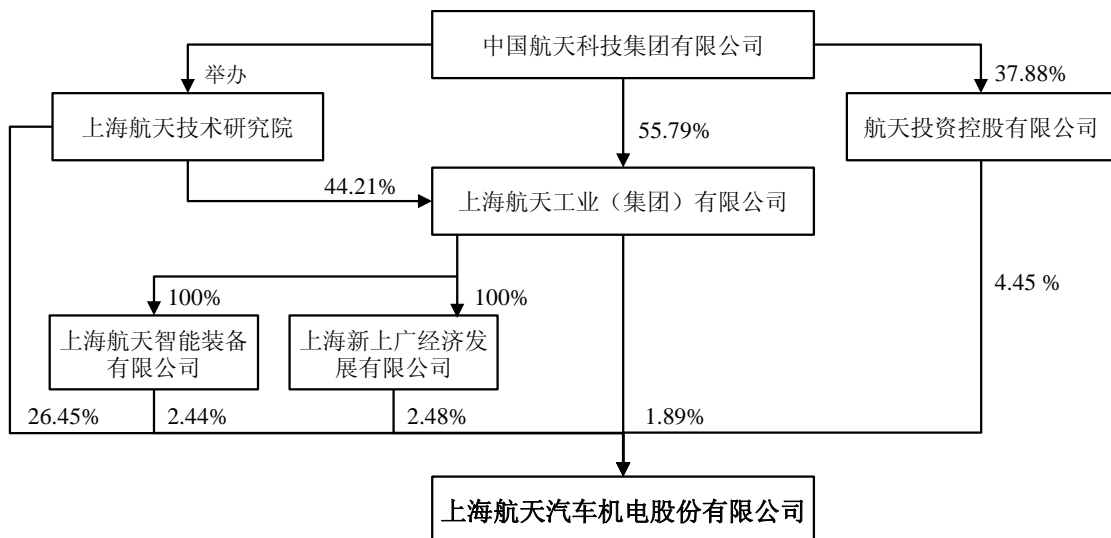 中国航天科技集团有限公司
举办
37.88%
上海航天技术研究院
55.79%
航天投资控股有限公司
44.21%
上海航天工业（集团）有限公司
4.45 %
100%
100%
上海航天智能装备
有限公司
上海新上广经济发
展有限公司
26.45%
2.44%
2.48%
1.89%
上海航天汽车机电股份有限公司